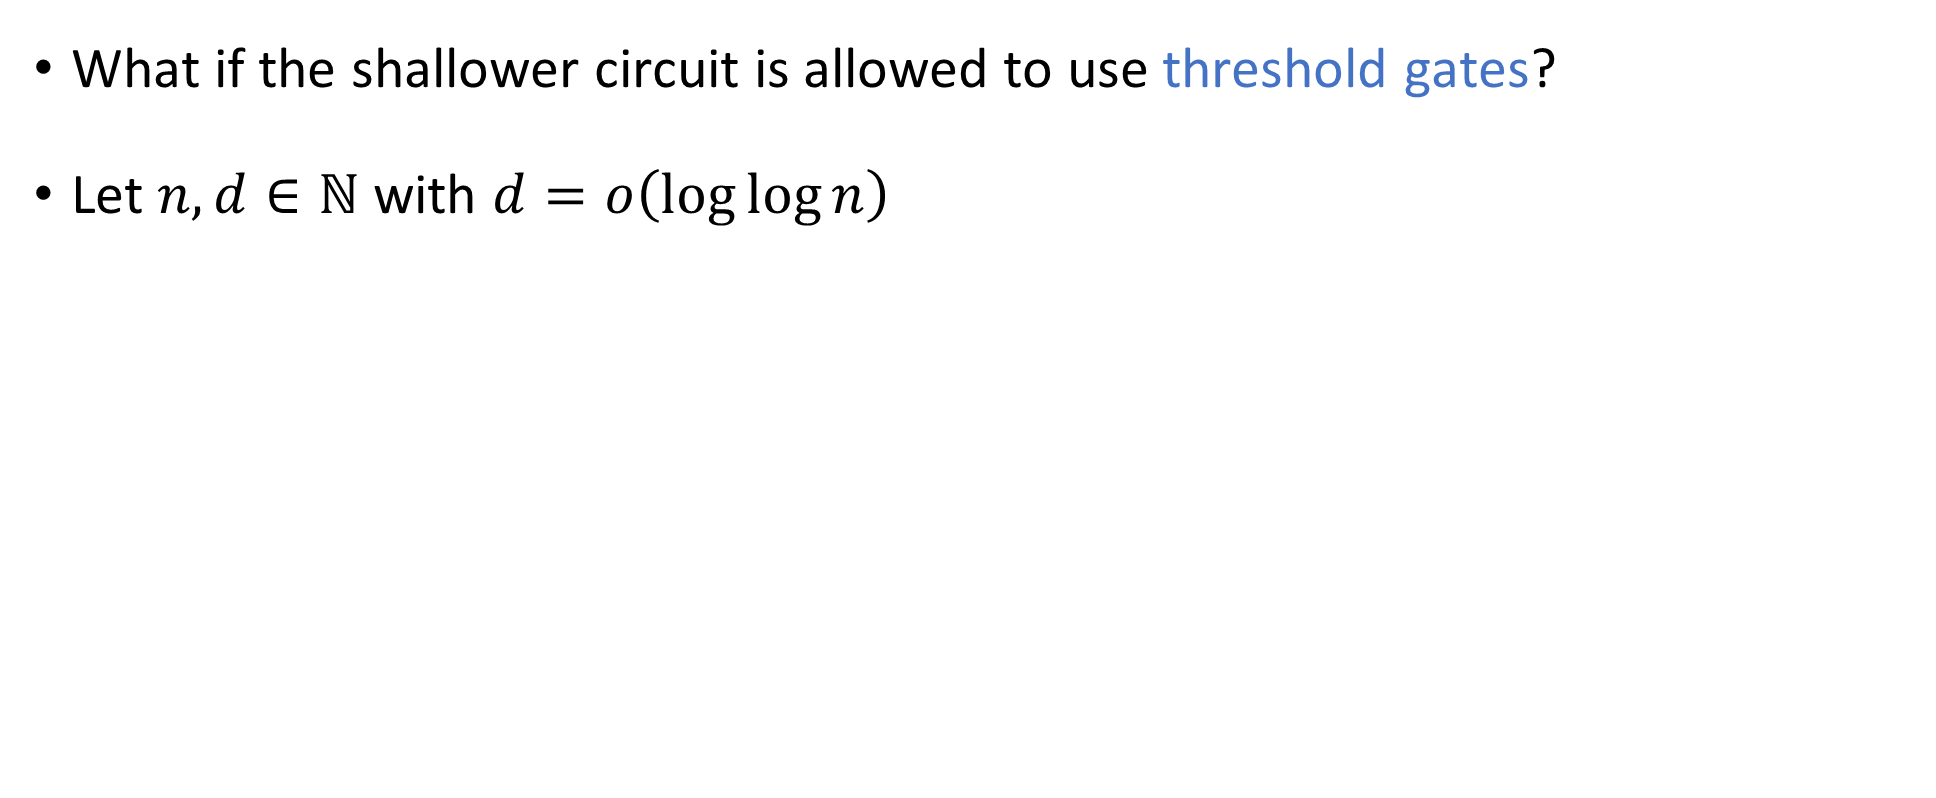 • What if the shallower circuit is allowed to use threshold gates?
• Let 𝑛, 𝑑 ∈ ℕ with 𝑑 = 𝑜(log log 𝑛)